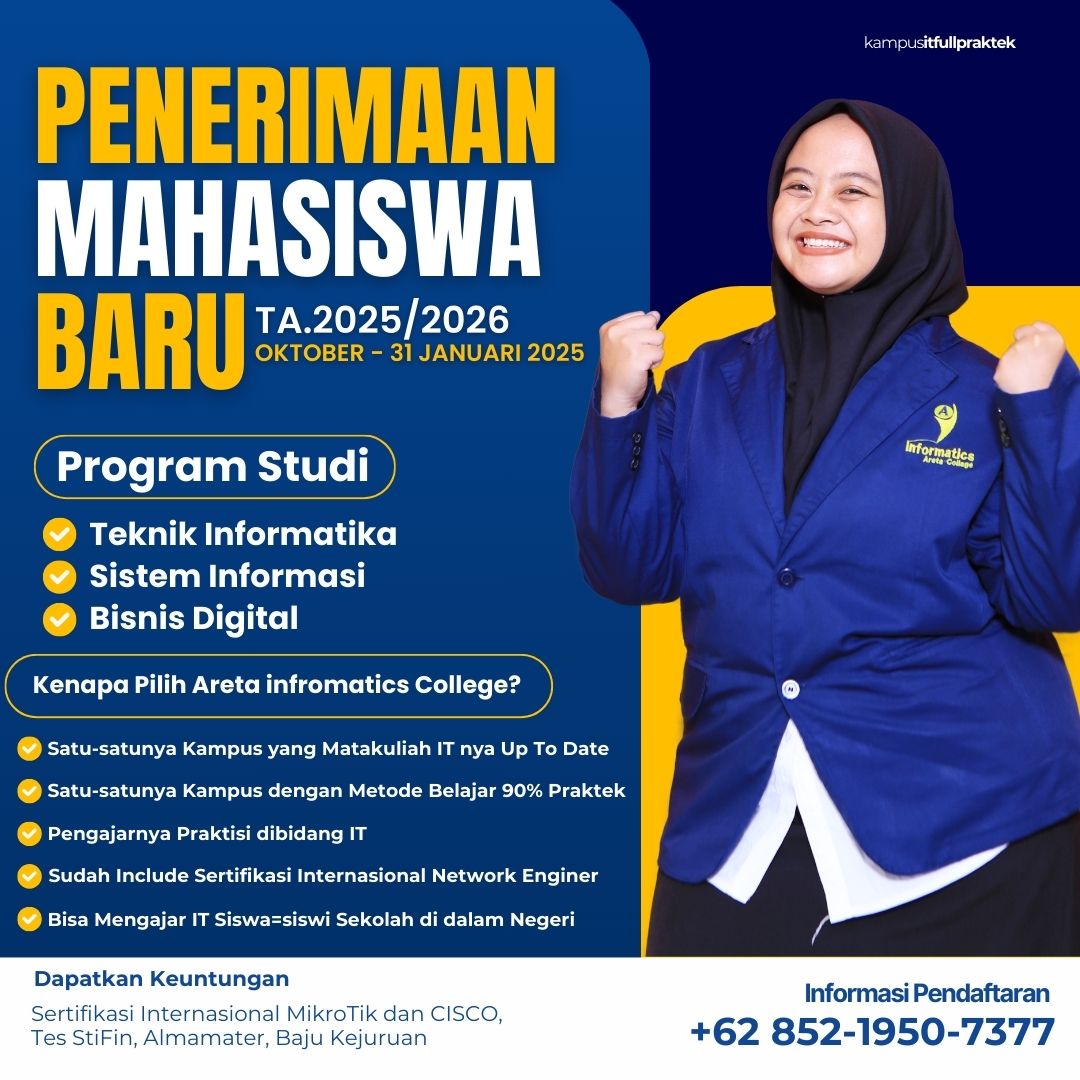 kampusitfullpraktek
PENERIMAAN
MAHASISWA
BARU
TA.2025/2026
OKTOBER - 31 JANUARI 2025
Program Studi
Teknik Informatika
Sistem Informasi
Bisnis Digital
Kenapa Pilih Areta infromatics College?
Satu-satunya Kampus yang Matakuliah IT nya Up To Date
Satu-satunya Kampus dengan Metode Belajar 90% Praktek
Pengajarnya Praktisi dibidang IT
Sudah Include Sertifikasi Internasional Network Enginer
Bisa Mengajar IT Siswa=siswi Sekolah di dalam Negeri
A
Informatics
Areta College
Dapatkan Keuntungan
Sertifikasi Internasional MikroTik dan CISCO,
Tes StiFin, Almamater, Baju Kejuruan
Informasi Pendaftaran
+62 852-1950-7377